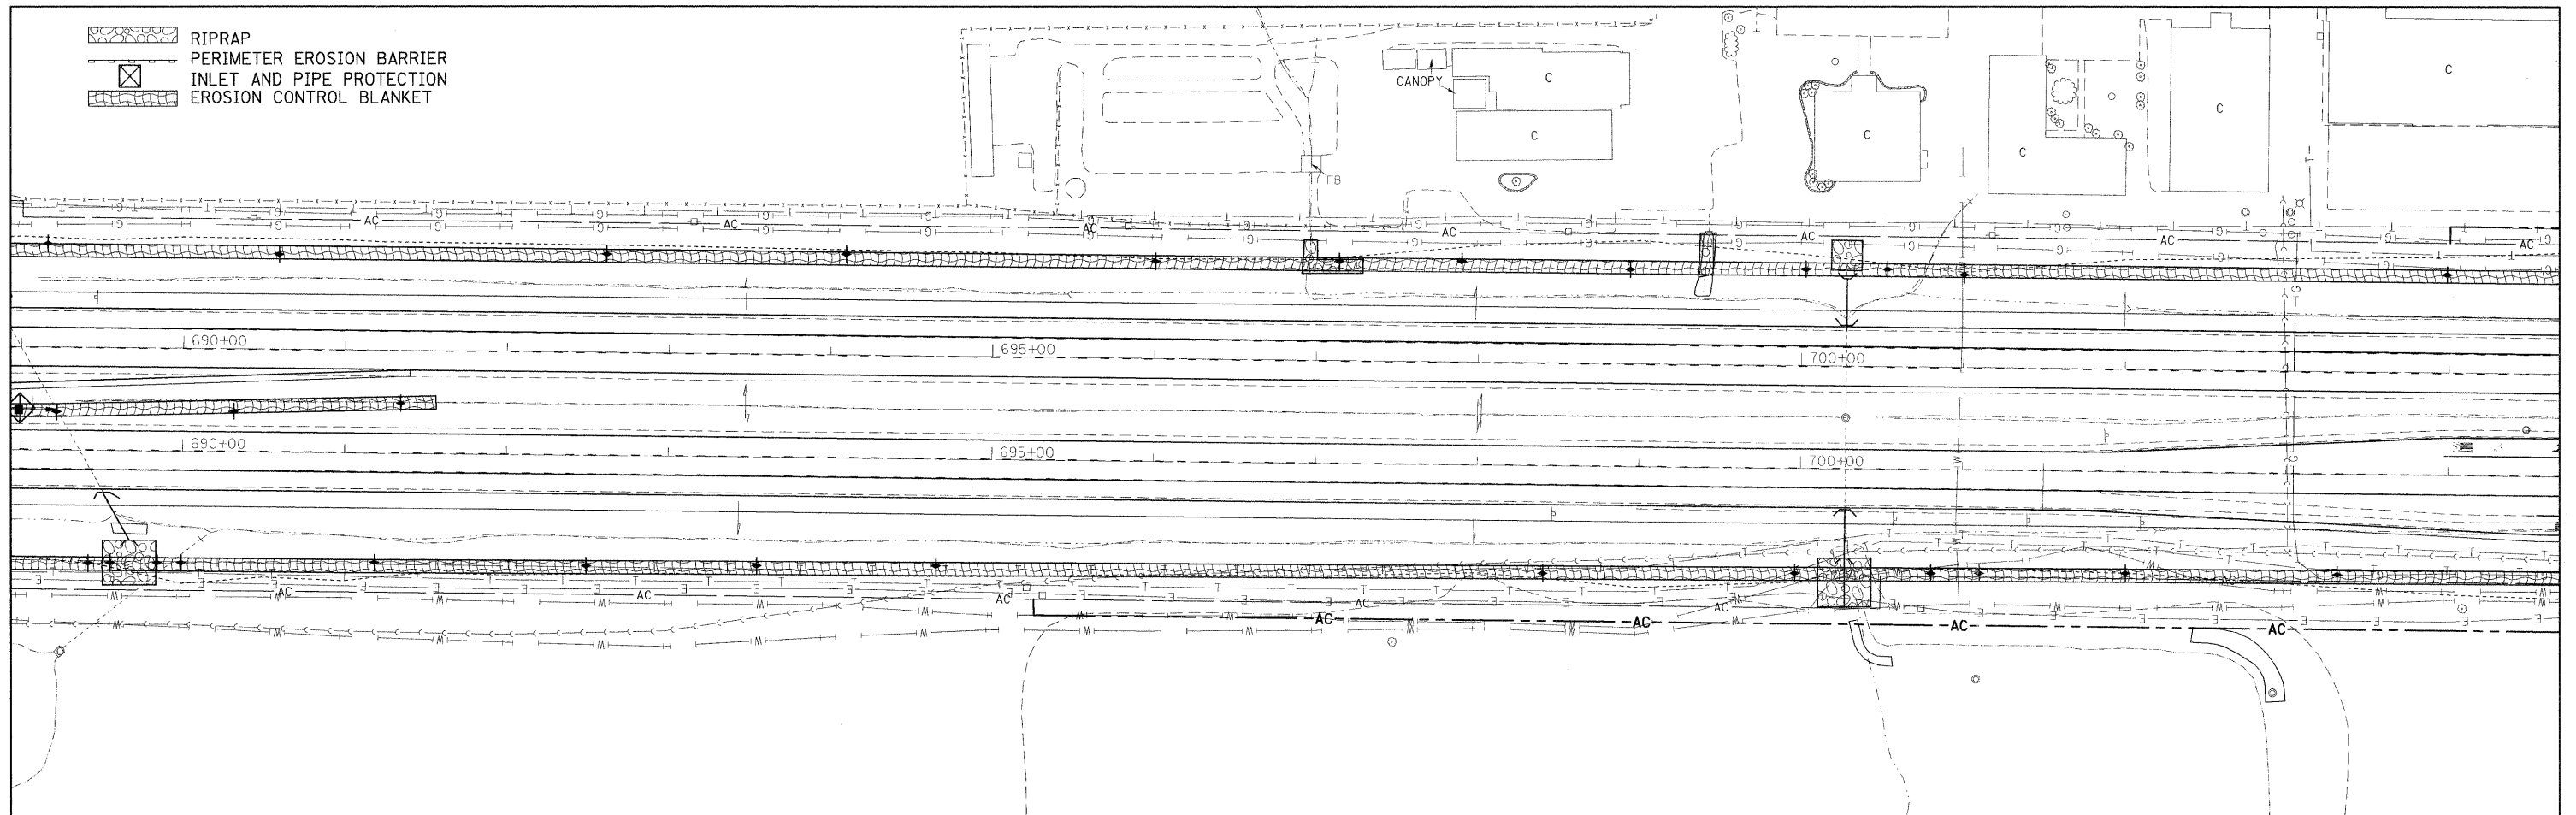 RIPRAP
PERIMETER EROSION BARRIER
INLET AND PIPE PROTECTION
EROSION CONTROL BLANKET
CANOPY
C
C
C
C
C
C
FB
AC AC AC AC AC AC AC
690+00 695+00 700+00
690+00 695+00 700+00
AC AC AC AC AC
AC AC AC AC